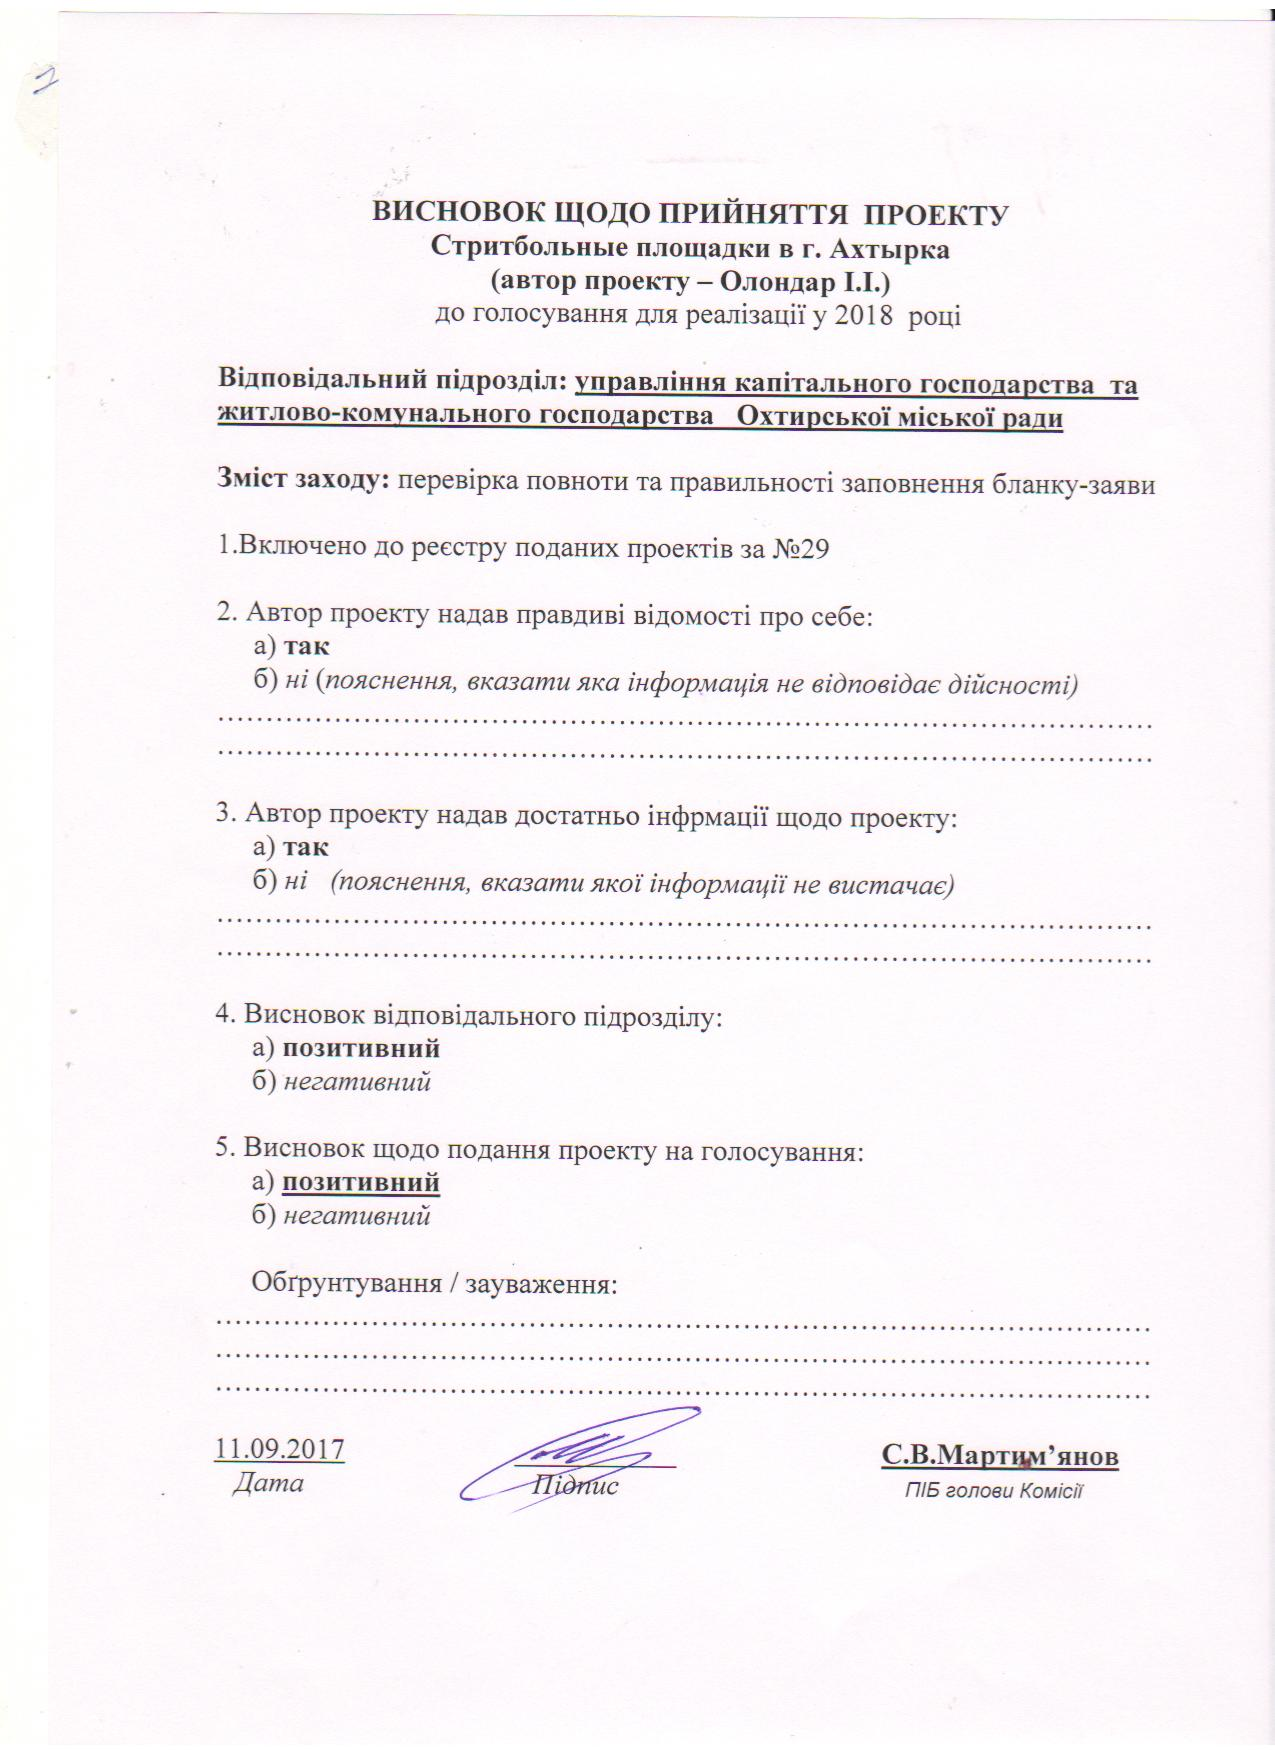 ВИСНОВОК ЩОДО ПРИЙНЯТТЯ ПРОЕКТУ
Стритбольные площадки в г. Ахтырка
(автор проекту – Олондар І.І.)
до голосування для реалізації у 2018 році
Відповідальний підрозділ: управління капітального господарства та
житлово-комунального господарства Охтирської міської ради
Зміст заходу: перевірка повноти та правильності заповнення бланку-заяви
1.Включено до реєстру поданих проектів за №29
2. Автор проекту надав правдиві відомості про себе:
а) так
б) ні (пояснення, вказати яка інформація не відповідає дійсності)
……………………………………………………………………………………
……………………………………………………………………………………
3. Автор проекту надав достатньо інфрмації щодо проекту:
а) так
б) ні (пояснення, вказати якої інформації не вистачає)
……………………………………………………………………………………
……………………………………………………………………………………
4. Висновок відповідального підрозділу:
а) позитивний
б) негативний
5. Висновок щодо подання проекту на голосування:
а) позитивний
б) негативний
Обґрунтування / зауваження:
……………………………………………………………………………………
……………………………………………………………………………………
……………………………………………………………………………………
11.09.2017 ____________ С.В.Мартим’янов
Дата Підпис ПІБ голови Комісії